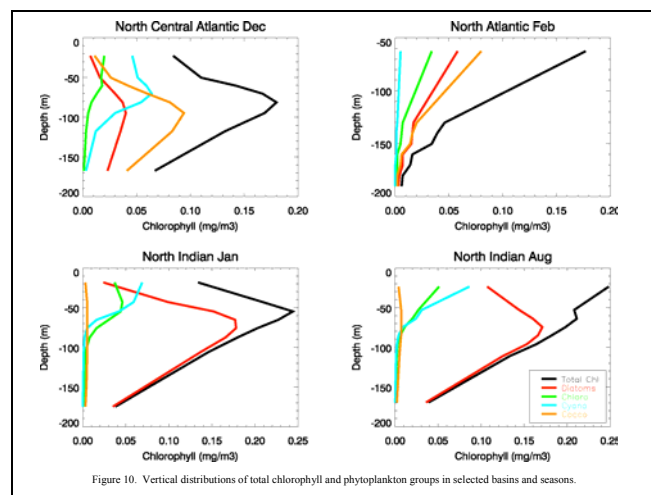 North Central Atlantic Dec
0
-50
-100
-150
-200
Depth (m)
0.00 0.05 0.10 0.15 0.20
Chlorophyll (mg/m3)
North Atlantic Feb
-50
-100
-150
-200
Depth (m)
0.00 0.05 0.10 0.15 0.20
Chlorophyll (mg/m3)
North Indian Jan
0
-50
-100
-150
-200
Depth (m)
0.00 0.05 0.10 0.15 0.20 0.25
Chlorophyll (mg/m3)
North Indian Aug
0
-50
-100
-150
-200
Depth (m)
0.00 0.05 0.10 0.15 0.20 0.25
Chlorophyll (mg/m3)
Total Chl
Diatoms
Chloro
Cyano
Cocco
Figure 10. Vertical distributions of total chlorophyll and phytoplankton groups in selected basins and seasons.